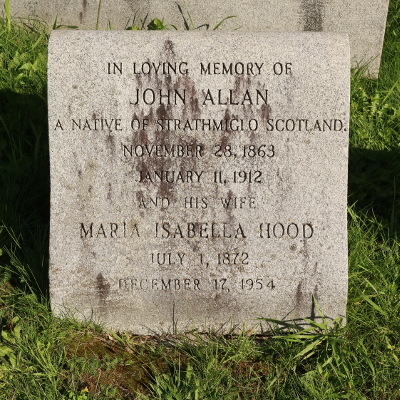 IN LOVING MEMORY OF
JOHN ALLAN
A NATIVE OF STRATHMIGLO SCOTLAND.
NOVEMBER 28, 1863
JANUARY 11, 1912
AND HIS WIFE
MARIA ISABELLA HOOD
JULY 1, 1872
DECEMBER 17, 1954